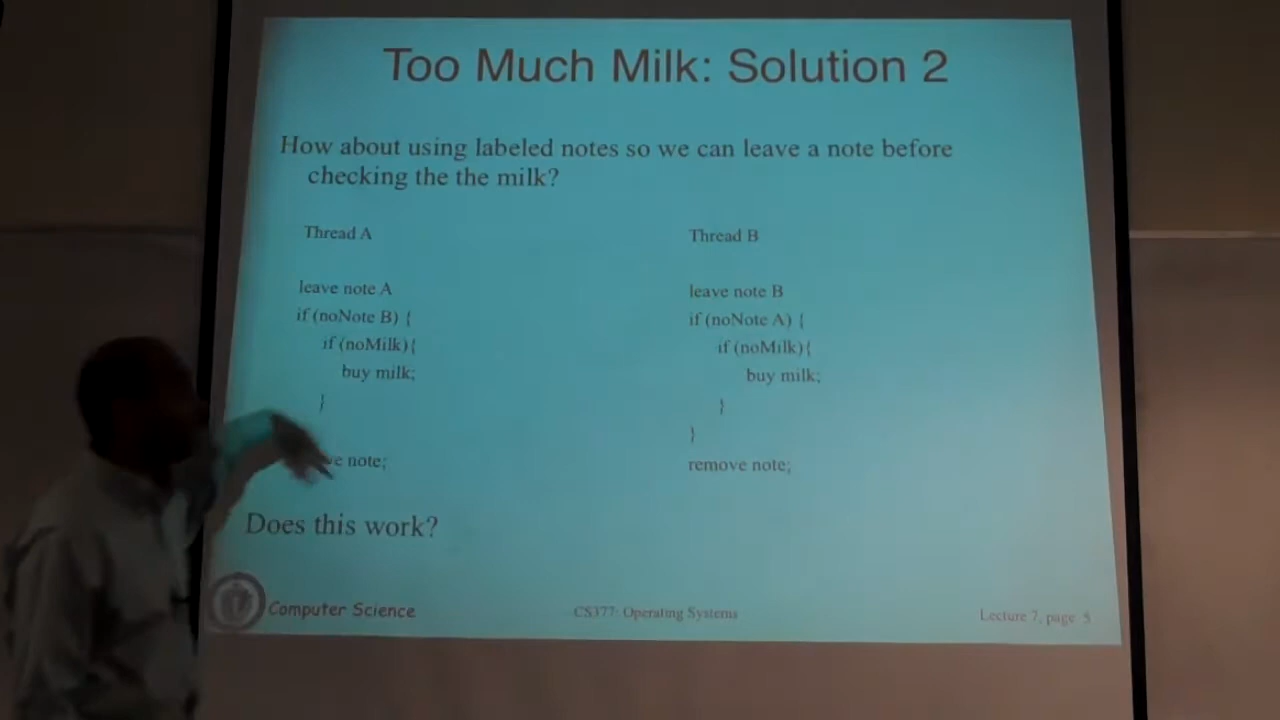 Too Much Milk: Solution 2
How about using labeled notes so we can leave a note before
checking the the milk?
Thread A
leave note A
if (noNote B) {
if (noMilk){
buy milk;
}
ve note;
Thread B
leave note B
if (noNote A) {
if (noMilk){
buy milk;
}
}
remove note;
Does this work?
Computer Science
CS377: Operating Systems
Lecture 7, page 5